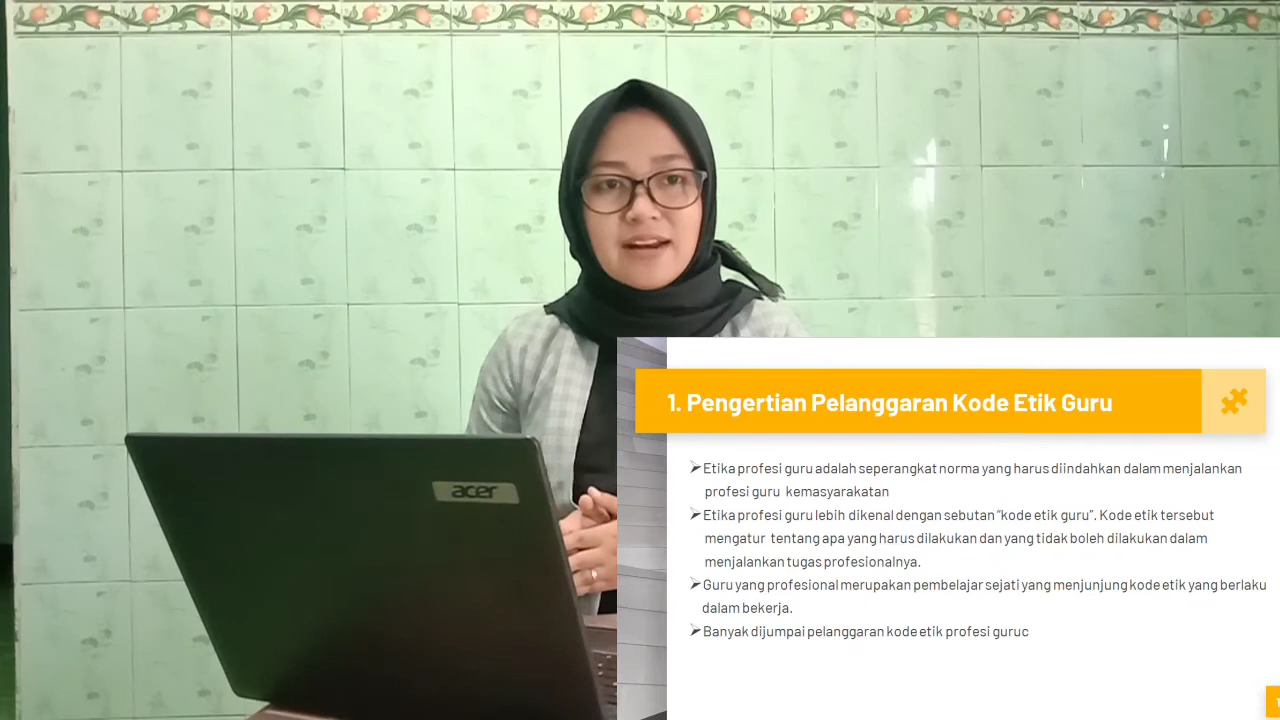 acer
1. Pengertian Pelanggaran Kode Etik Guru
➢Etika profesi guru adalah seperangkat norma yang harus diindahkan dalam menjalankan
profesi guru kemasyarakatan
➢Etika profesi guru lebih dikenal dengan sebutan “kode etik guru”. Kode etik tersebut
mengatur tentang apa yang harus dilakukan dan yang tidak boleh dilakukan dalam
menjalankan tugas profesionalnya.
➢Guru yang profesional merupakan pembelajar sejati yang menjunjung kode etik yang berlaku
dalam bekerja.
➢Banyak dijumpai pelanggaran kode etik profesi guruc